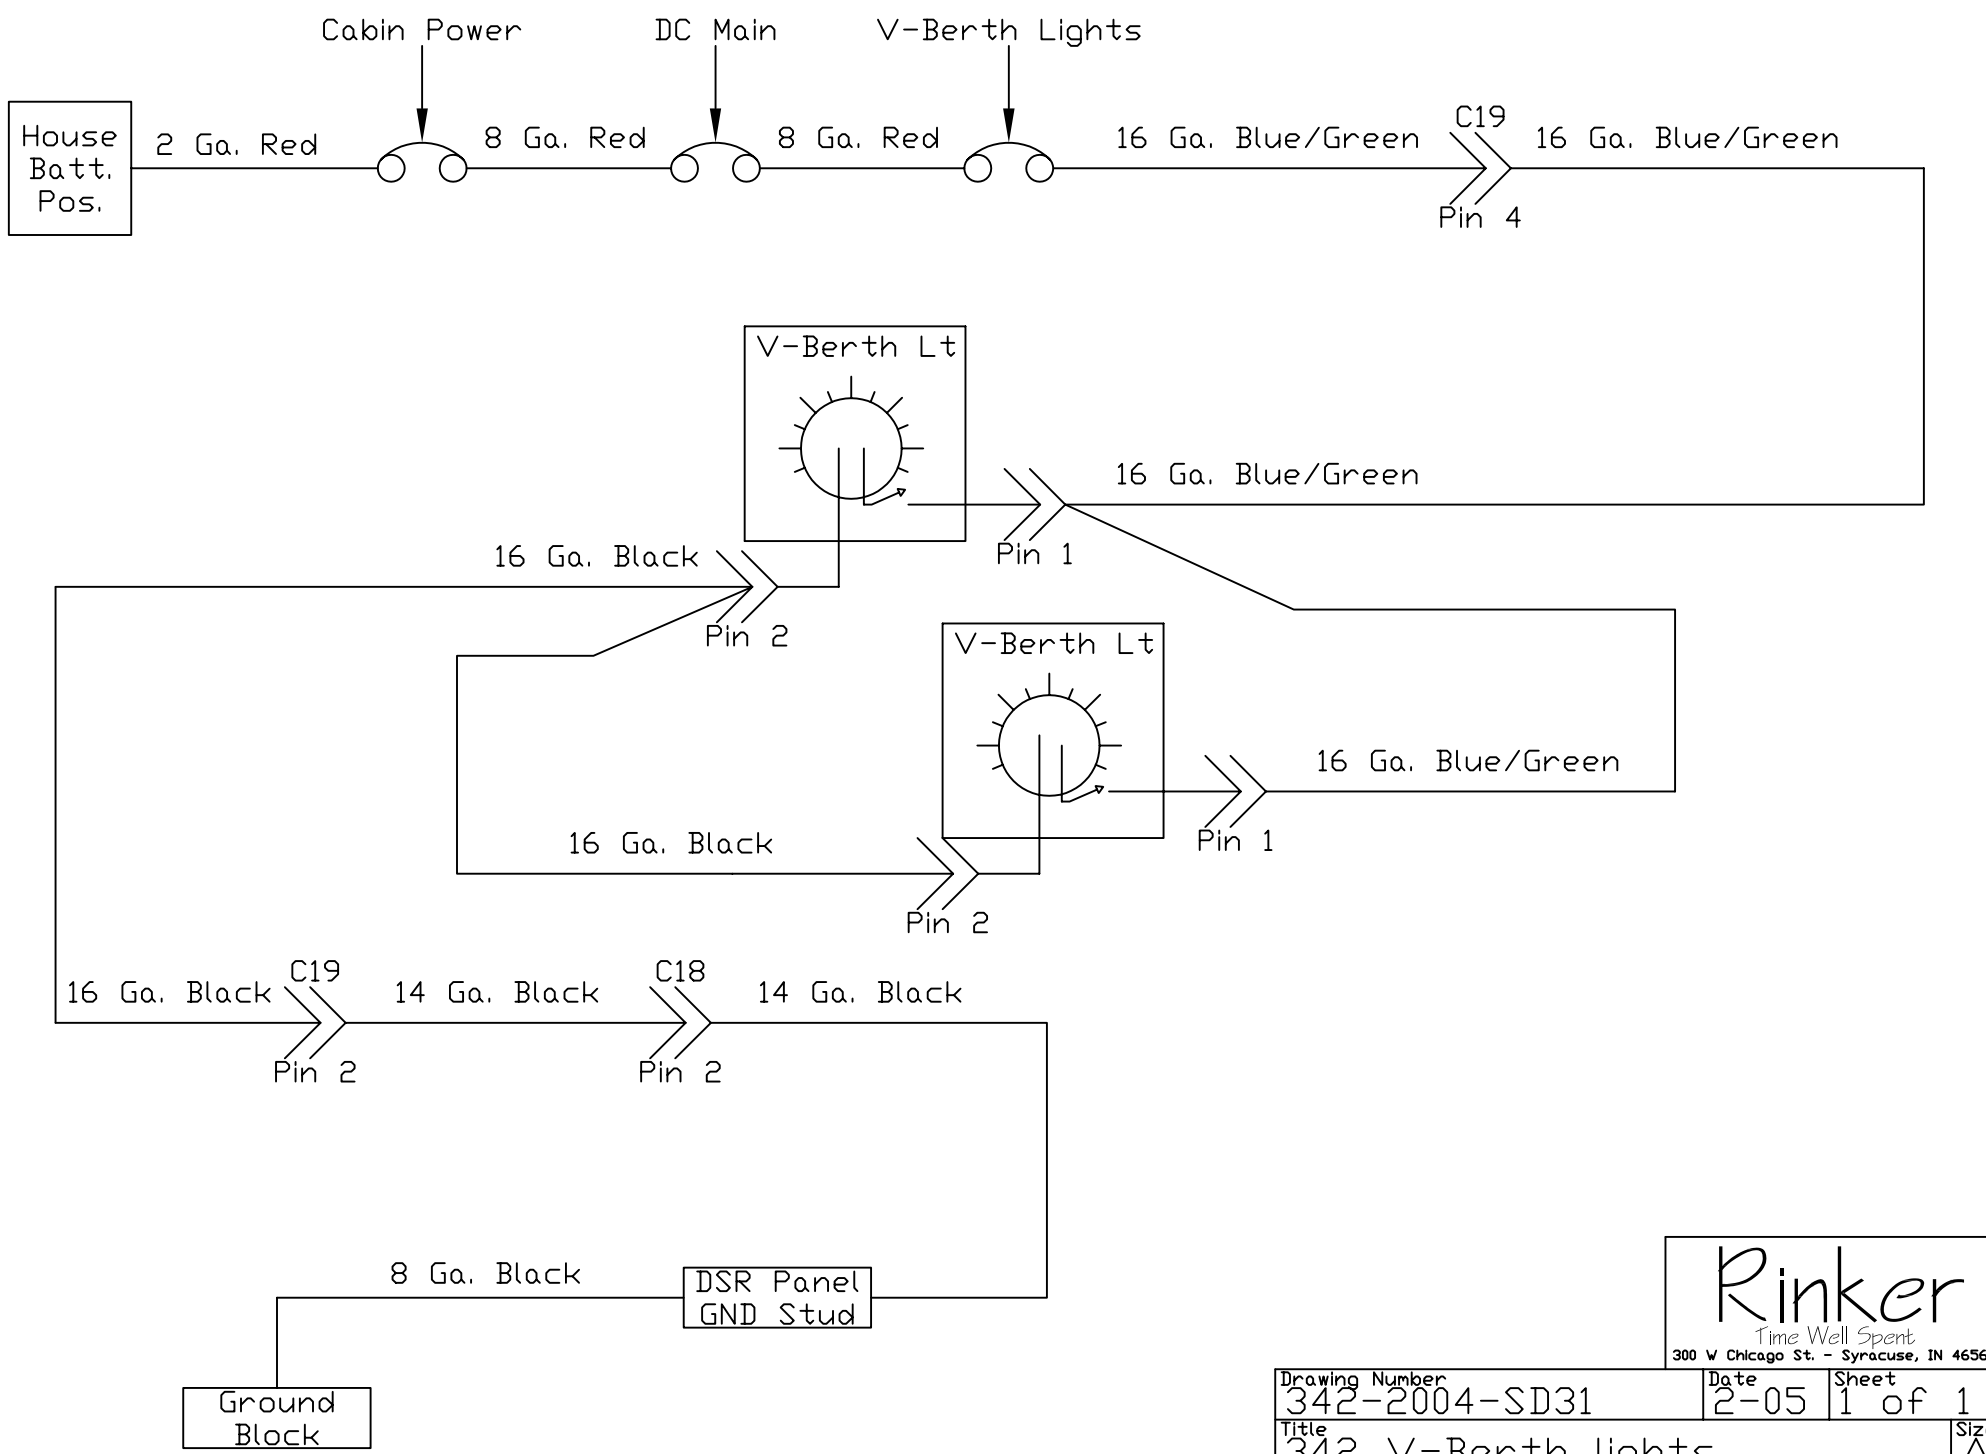 Cabin Power
DC Main
V-Berth Lights
House
Batt.
Pos.
2 Ga. Red
8 Ga. Red
8 Ga. Red
16 Ga. Blue/Green
C19
16 Ga. Blue/Green
Pin 4
V-Berth Lt
16 Ga. Blue/Green
Pin 1
16 Ga. Black
Pin 2
V-Berth Lt
16 Ga. Blue/Green
Pin 1
16 Ga. Black
Pin 2
16 Ga. Black
C19
14 Ga. Black
C18
14 Ga. Black
Pin 2
Pin 2
8 Ga. Black
DSR Panel
GND Stud
Ground
Block
Rinker
Time Well Spent
300 W Chicago St. - Syracuse, IN 4656
Drawing Number
342-2004-SD31
Date
2-05
Sheet
1 of 1
Title
342 V-Berth lights